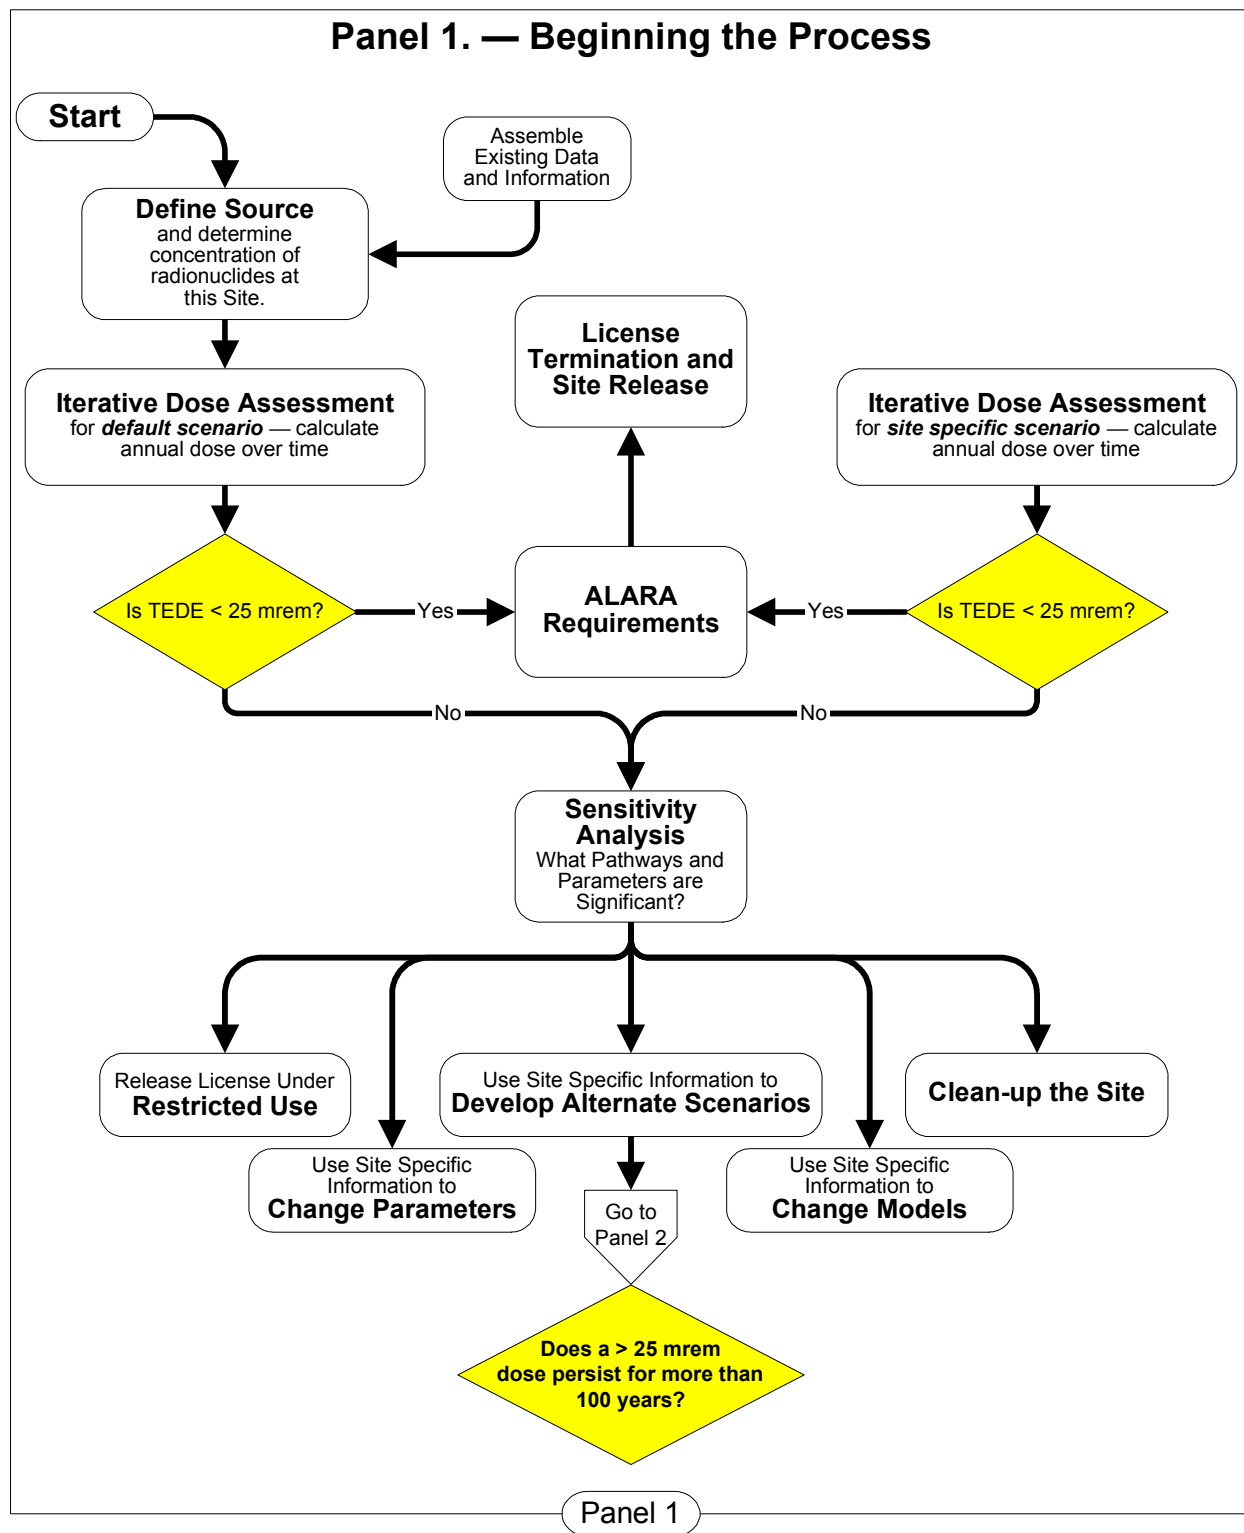 Panel 1. — Beginning the Process
Start
Assemble
Existing Data
and Information
Define Source
and determine
concentration of
radionuclides at
this Site.
License
Termination and
Site Release
Iterative Dose Assessment
for default scenario — calculate
annual dose over time
Iterative Dose Assessment
for site specific scenario — calculate
annual dose over time
Is TEDE < 25 mrem?
Yes
ALARA
Requirements
Yes
Is TEDE < 25 mrem?
No
No
Sensitivity
Analysis
What Pathways and
Parameters are
Significant?
Release License Under
Restricted Use
Use Site Specific Information to
Develop Alternate Scenarios
Clean-up the Site
Use Site Specific
Information to
Change Parameters
Use Site Specific
Information to
Change Models
Go to
Panel 2
Does a > 25 mrem
dose persist for more than
100 years?
Panel 1